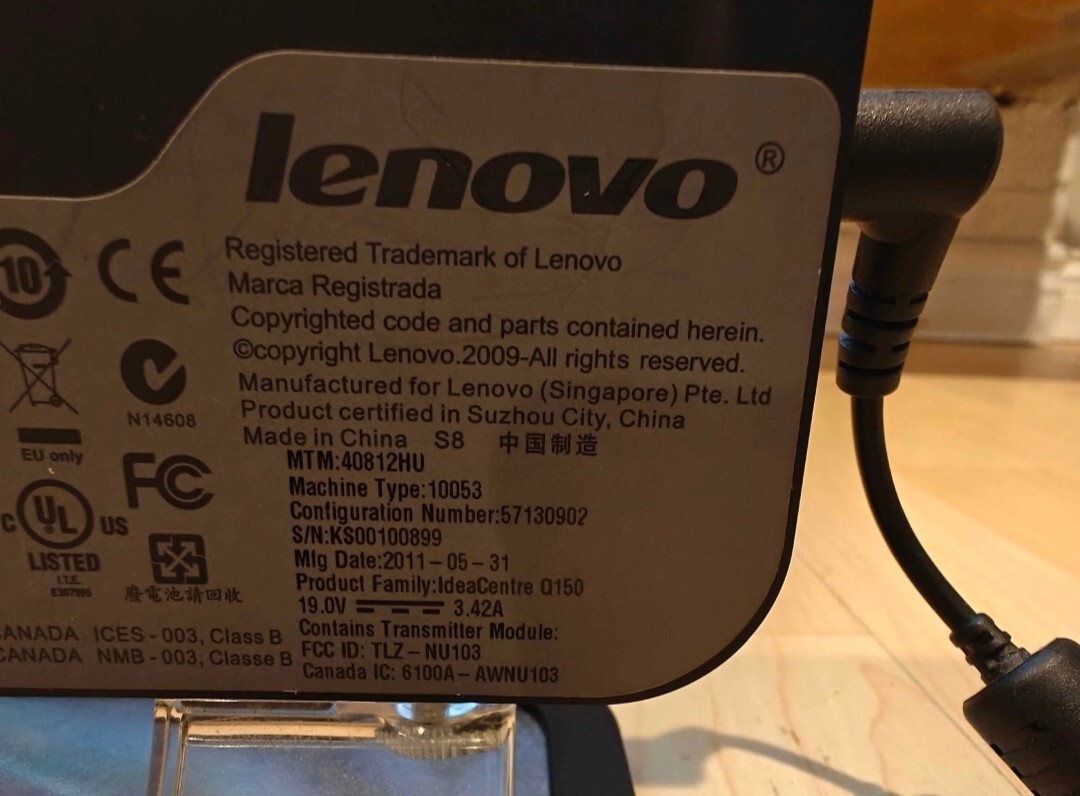 lenovo®
10
CE
Registered Trademark of Lenovo
Marca Registrada
Copyrighted code and parts contained herein.
©copyright Lenovo.2009-All rights reserved.
Manufactured for Lenovo (Singapore) Pte. Ltd
Product certified in Suzhou City, China
Made in China S8 中国制造
MTM:40812HU
Machine Type:10053
Configuration Number:57130902
S/N:KS00100899
Mfg Date:2011-05-31
Product Family:IdeaCentre Q150
19.0V 3.42A
Contains Transmitter Module:
FCC ID: TLZ-NU103
Canada IC: 6100A-AWNU103
N14608
EU only
FC
C UL US
LISTED
I.T.E.
廢電池請回收
CANADA ICES-003, Class B
CANADA NMB-003, Classe B